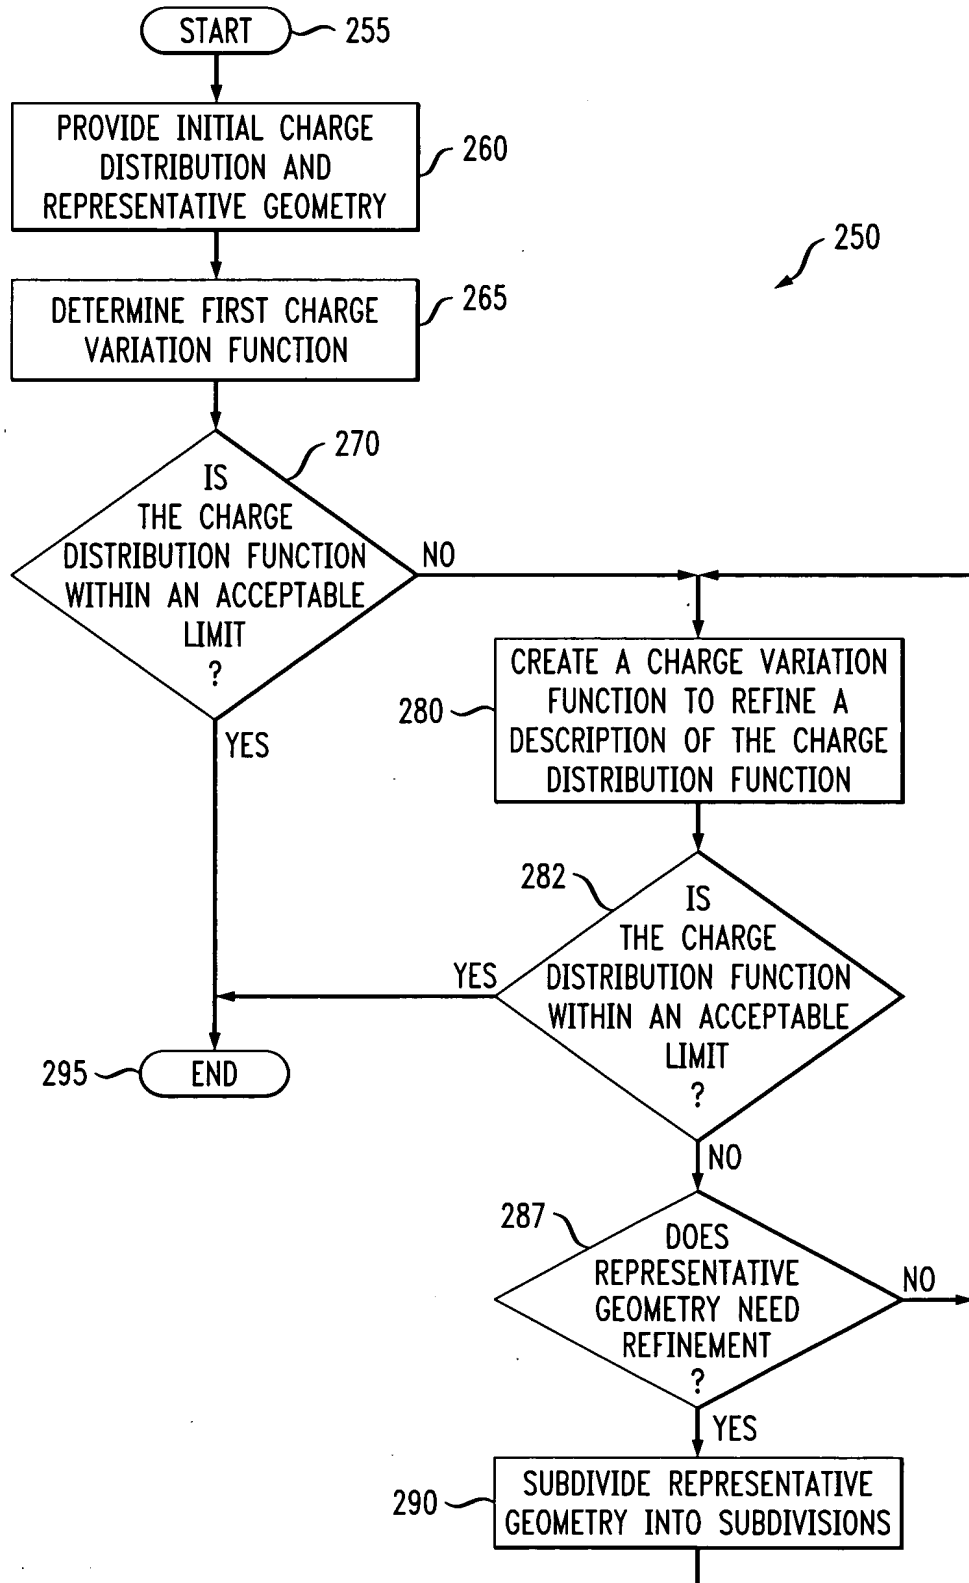 START
255
PROVIDE INITIAL CHARGE
DISTRIBUTION AND
REPRESENTATIVE GEOMETRY
260
250
DETERMINE FIRST CHARGE
VARIATION FUNCTION
265
270
IS
THE CHARGE
DISTRIBUTION FUNCTION
WITHIN AN ACCEPTABLE
LIMIT
?
NO
YES
CREATE A CHARGE VARIATION
FUNCTION TO REFINE A
DESCRIPTION OF THE CHARGE
DISTRIBUTION FUNCTION
280
282
IS
THE CHARGE
DISTRIBUTION FUNCTION
WITHIN AN ACCEPTABLE
LIMIT
?
YES
295
END
NO
287
DOES
REPRESENTATIVE
GEOMETRY NEED
REFINEMENT
?
NO
YES
290
SUBDIVIDE REPRESENTATIVE
GEOMETRY INTO SUBDIVISIONS